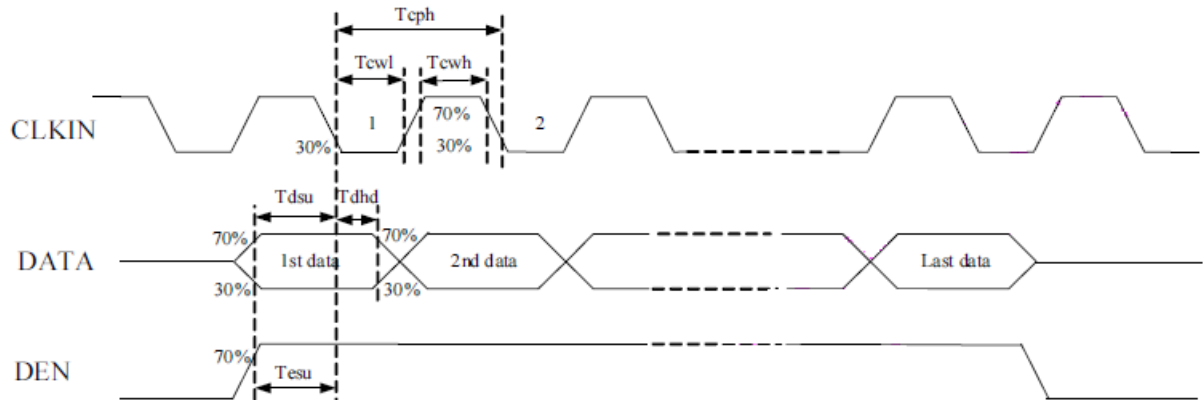 Tcph
Tcwl Tcwh
CLKIN 30% 1 70% 30% 2
Tdsu Tdhd
DATA 70% 30% 1st data 70% 30% 2nd data Last data
DEN 70% Tesu